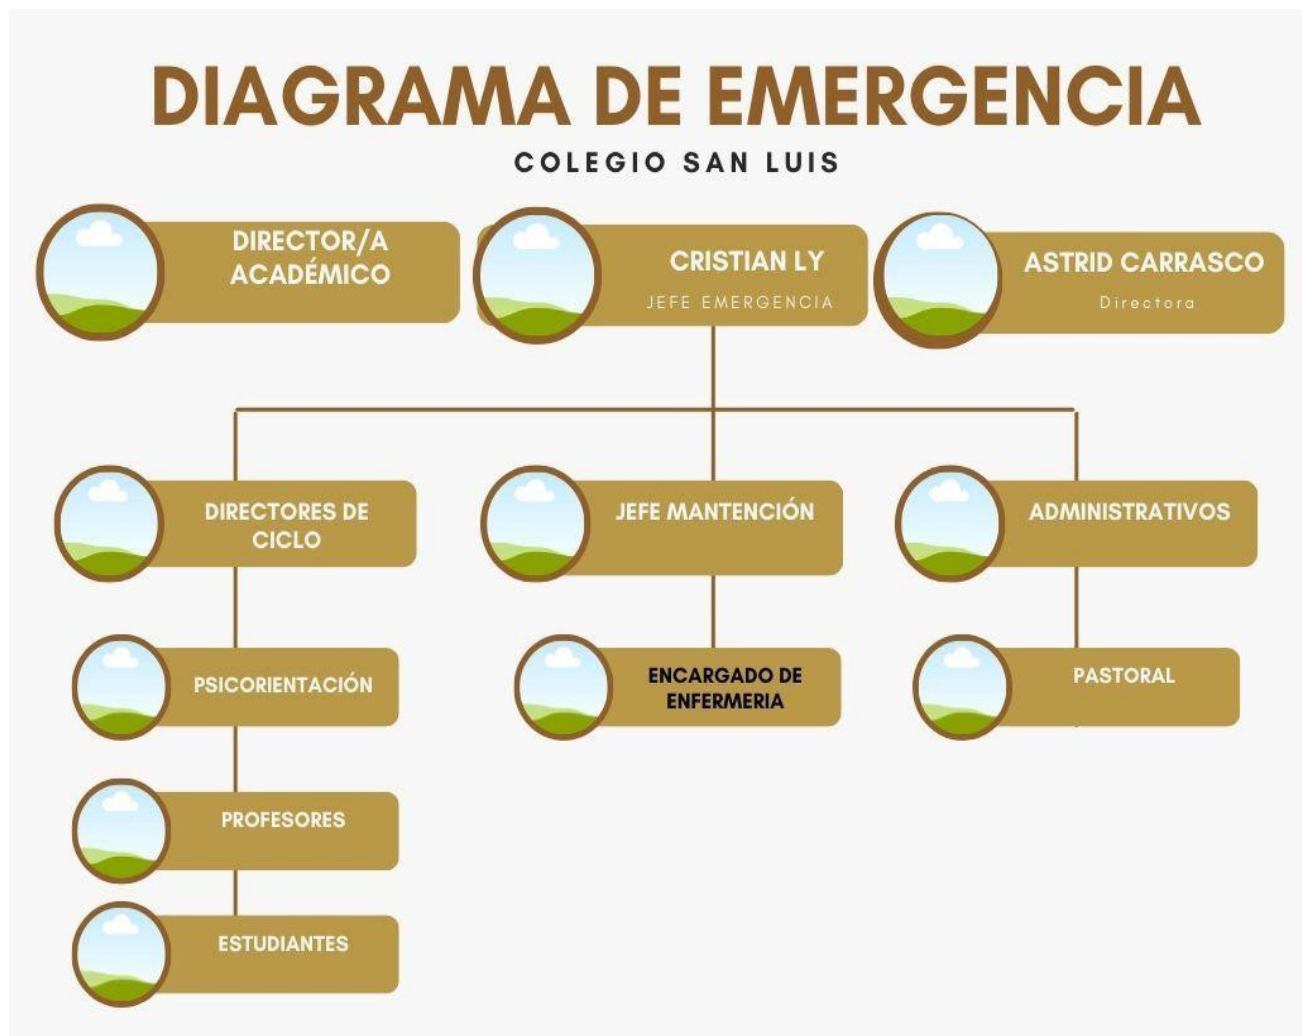 DIAGRAMA DE EMERGENCIA
COLEGIO SAN LUIS
DIRECTOR/A
ACADÉMICO
CRISTIAN LY
JEFE EMERGENCIA
ASTRID CARRASCO
Directora
DIRECTORES DE
CICLO
JEFE MANTENCIÓN
ADMINISTRATIVOS
PSICORIENTACIÓN
ENCARGADO DE
ENFERMERIA
PASTORAL
PROFESORES
ESTUDIANTES